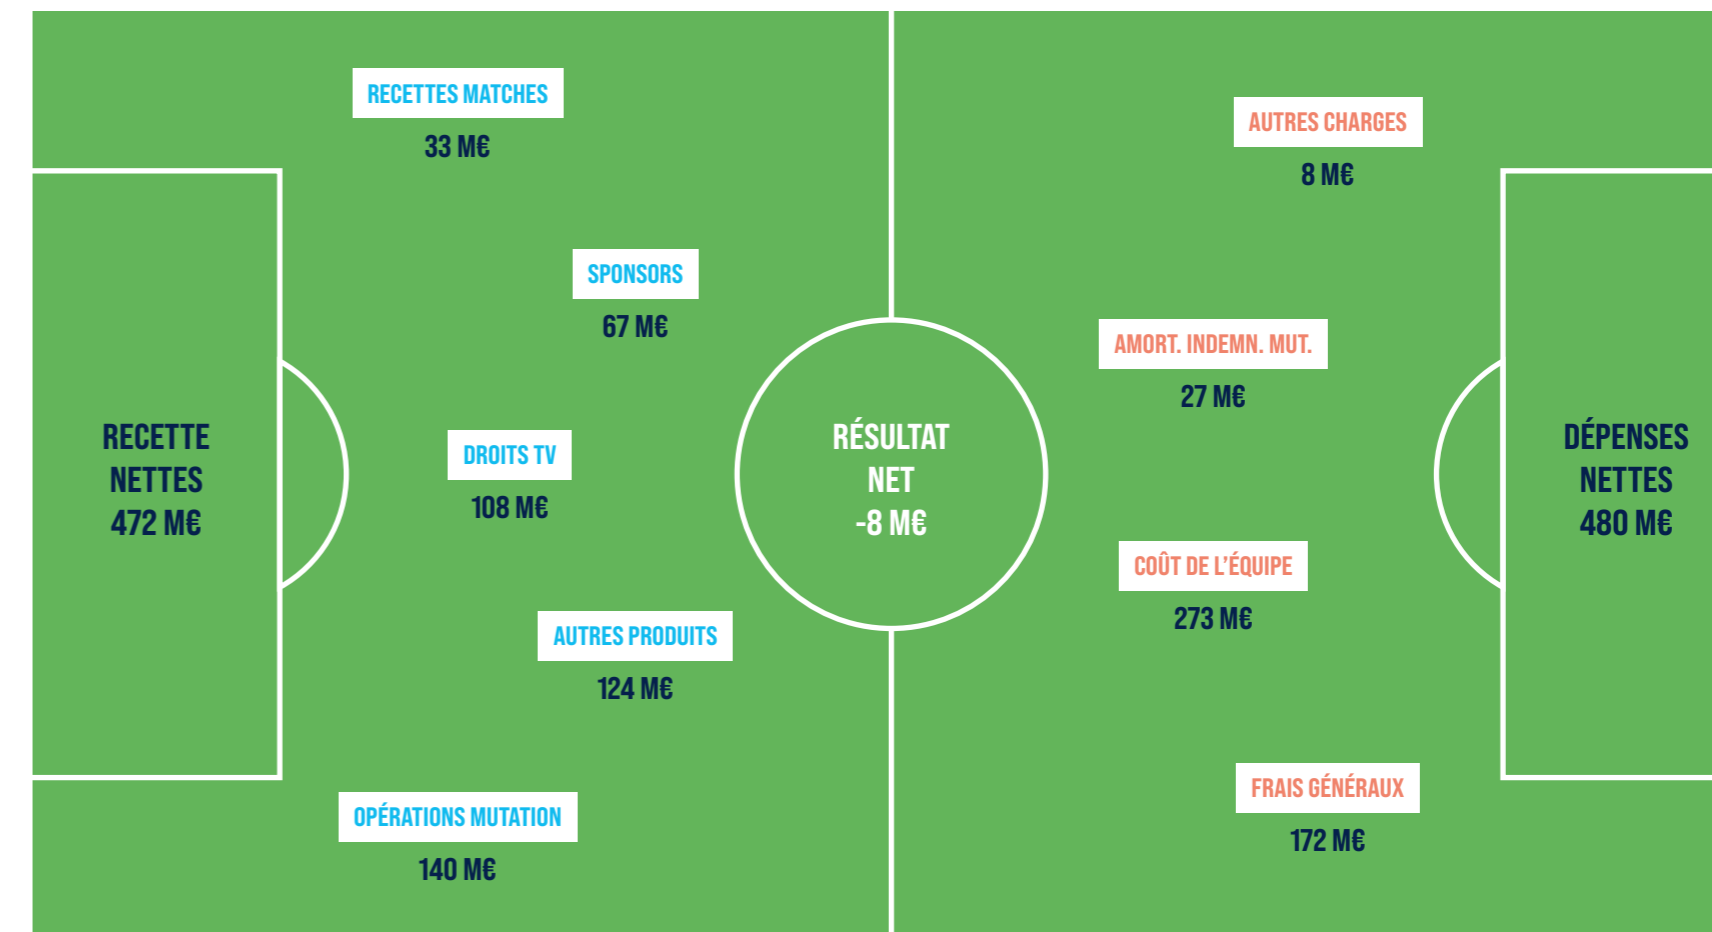 RECETTES MATCHES
33 M€
SPONSORS
67 M€
RECETTE
NETTES
472 M€
DROITS TV
108 M€
AUTRES PRODUITS
124 M€
OPÉRATIONS MUTATION
140 M€
RÉSULTAT
NET
-8 M€
AUTRES CHARGES
8 M€
AMORT. INDEMN. MUT.
27 M€
COÛT DE L'ÉQUIPE
273 M€
FRAIS GÉNÉRAUX
172 M€
DÉPENSES
NETTES
480 M€